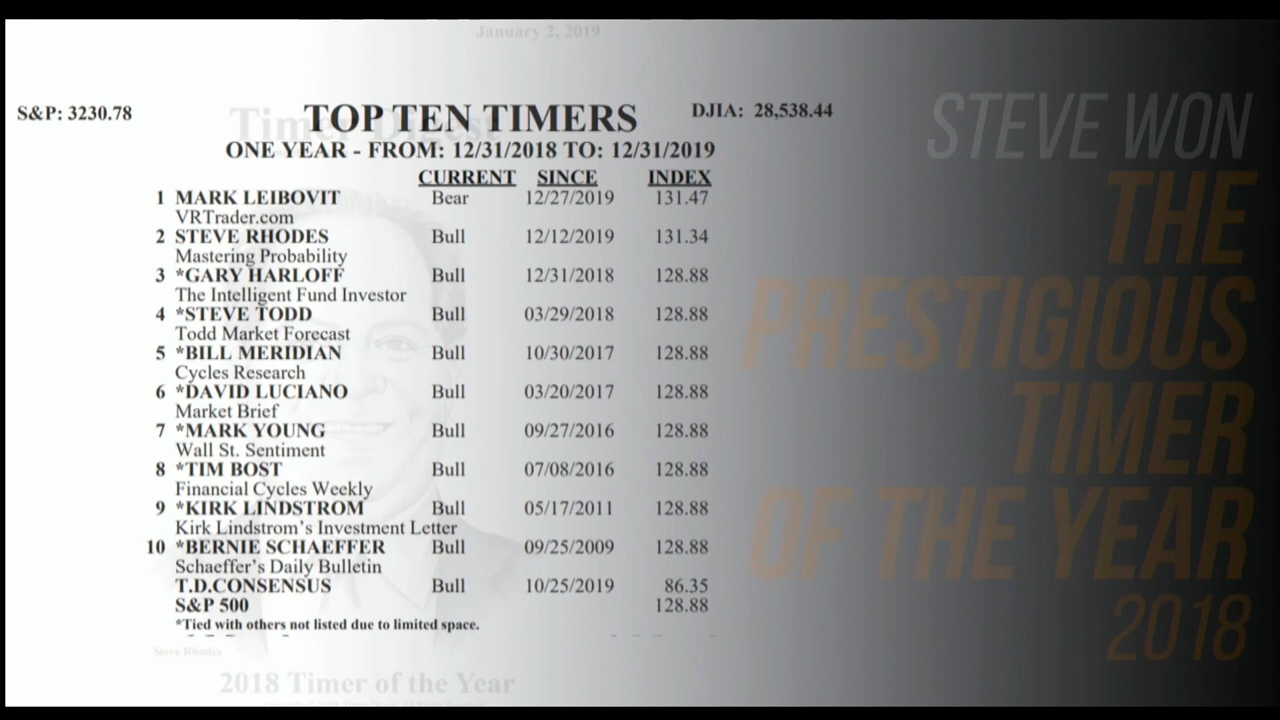 January 2, 2019
Timer Digest
S&P: 3230.78
TOP TEN TIMERS
DJIA: 28,538.44
ONE YEAR - FROM: 12/31/2018 TO: 12/31/2019
CURRENT SINCE INDEX
1 MARK LEIBOVIT Bear 12/27/2019 131.47
VRTrader.com
2 STEVE RHODES Bull 12/12/2019 131.34
Mastering Probability
3 *GARY HARLOFF Bull 12/31/2018 128.88
The Intelligent Fund Investor
4 *STEVE TODD Bull 03/29/2018 128.88
Todd Market Forecast
5 *BILL MERIDIAN Bull 10/30/2017 128.88
Cycles Research
6 *DAVID LUCIANO Bull 03/20/2017 128.88
Market Brief
7 *MARK YOUNG Bull 09/27/2016 128.88
Wall St. Sentiment
8 *TIM BOST Bull 07/08/2016 128.88
Financial Cycles Weekly
9 *KIRK LINDSTROM Bull 05/17/2011 128.88
Kirk Lindstrom's Investment Letter
10 *BERNIE SCHAEFFER Bull 09/25/2009 128.88
Schaeffer's Daily Bulletin
T.D.CONSENSUS Bull 10/25/2019 86.35
S&P 500 128.88
*Tied with others not listed due to limited space.
Steve Rhodes
2018 Timer of the Year
STEVE WON
THE
PRESTIGIOUS
TIMER
OF THE YEAR
2018